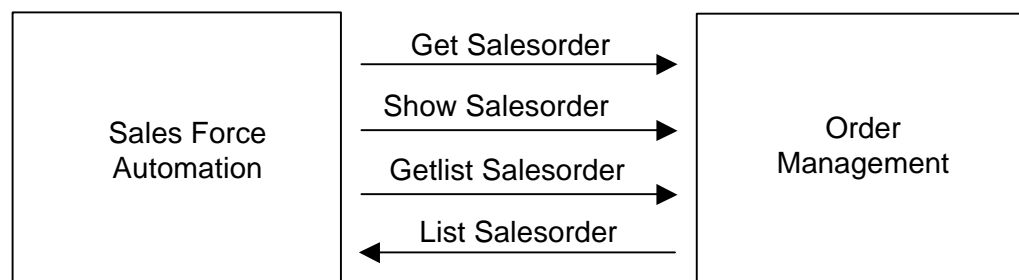 Get Salesorder
Show Salesorder
Sales Force
Automation
Order
Management
Getlist Salesorder
List Salesorder